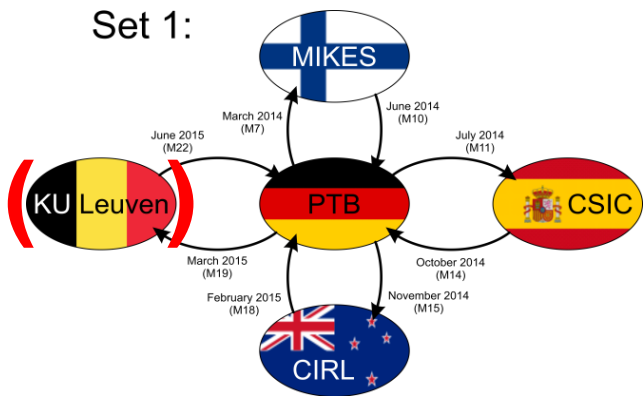 Set 1:
MIKES
March 2014
(M7)
June 2014
(M10)
June 2015
(M22)
July 2014
(M11)
(KU Leuven)
PTB
CSIC
March 2015
(M19)
October 2014
(M14)
February 2015
(M18)
November 2014
(M15)
CIRL